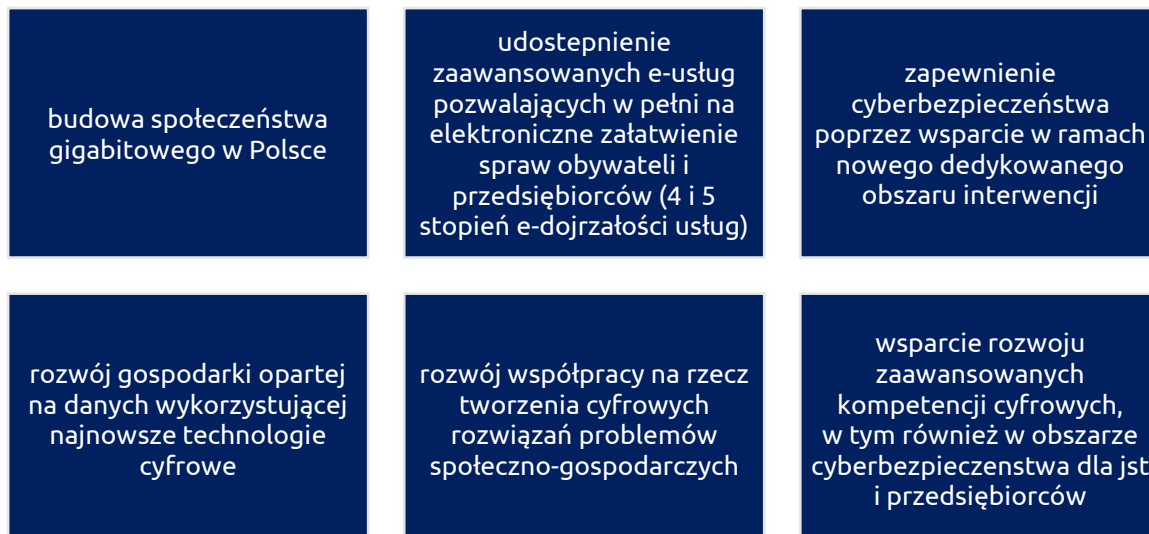 budowa społeczeństwa
gigabitowego w Polsce
udostepnienie
zaawansowanych e-usług
pozwalających w pełni na
elektroniczne załatwienie
spraw obywateli i
przedsiębiorców (4 i 5
stopień e-dojrzałości usług)
zapewnienie
cyberbezpieczeństwa
poprzez wsparcie w ramach
nowego dedykowanego
obszaru interwencji
rozwój gospodarki opartej
na danych wykorzystującej
najnowsze technologie
cyfrowe
rozwój współpracy na rzecz
tworzenia cyfrowych
rozwiązań problemów
społeczno-gospodarczych
wsparcie rozwoju
zaawansowanych
kompetencji cyfrowych,
w tym również w obszarze
cyberbezpieczenstwa dla jst
i przedsiębiorców